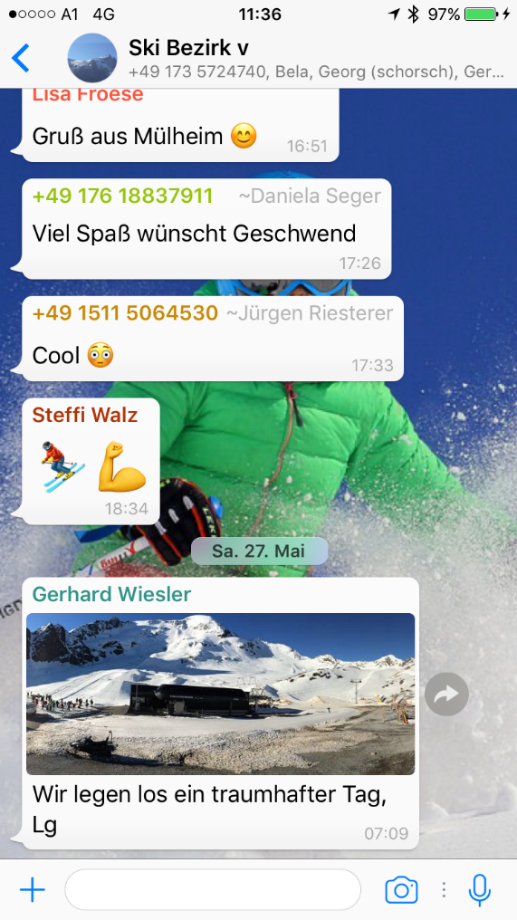 A1 4G 11:36 97%
Ski Bezirk v
+49 173 5724740, Bela, Georg (schorsch), Ger...
Lisa Froese
Gruß aus Mülheim 😊
16:51
+49 176 18837911 ~Daniela Seger
Viel Spaß wünscht Geschwend
17:26
+49 1511 5064530 ~Jürgen Riesterer
Cool 😳
17:33
Steffi Walz
⛷💪
18:34
Sa. 27. Mai
Gerhard Wiesler
Wir legen los ein traumhafter Tag,
Lg
07:09